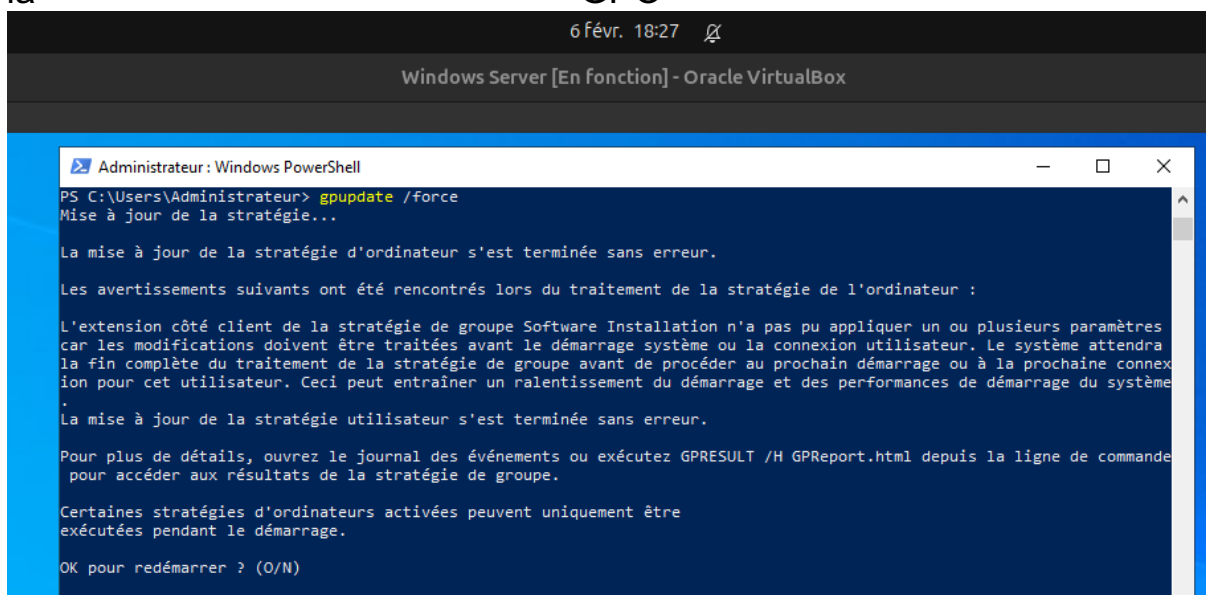 la GPO
6 févr. 18:27
Windows Server [En fonction] - Oracle VirtualBox
Administrateur : Windows PowerShell
PS C:\Users\Administrateur> gpupdate /force
Mise à jour de la stratégie...
La mise à jour de la stratégie d'ordinateur s'est terminée sans erreur.
Les avertissements suivants ont été rencontrés lors du traitement de la stratégie de l'ordinateur :
L'extension côté client de la stratégie de groupe Software Installation n'a pas pu appliquer un ou plusieurs paramètres
car les modifications doivent être traitées avant le démarrage système ou la connexion utilisateur. Le système attendra
la fin complète du traitement de la stratégie de groupe avant de procéder au prochain démarrage ou à la prochaine connex
ion pour cet utilisateur. Ceci peut entraîner un ralentissement du démarrage et des performances de démarrage du système
.
La mise à jour de la stratégie utilisateur s'est terminée sans erreur.
Pour plus de détails, ouvrez le journal des événements ou exécutez GPRESULT /H GPReport.html depuis la ligne de commande
pour accéder aux résultats de la stratégie de groupe.
Certaines stratégies d'ordinateurs activées peuvent uniquement être
exécutées pendant le démarrage.
OK pour redémarrer ? (O/N)